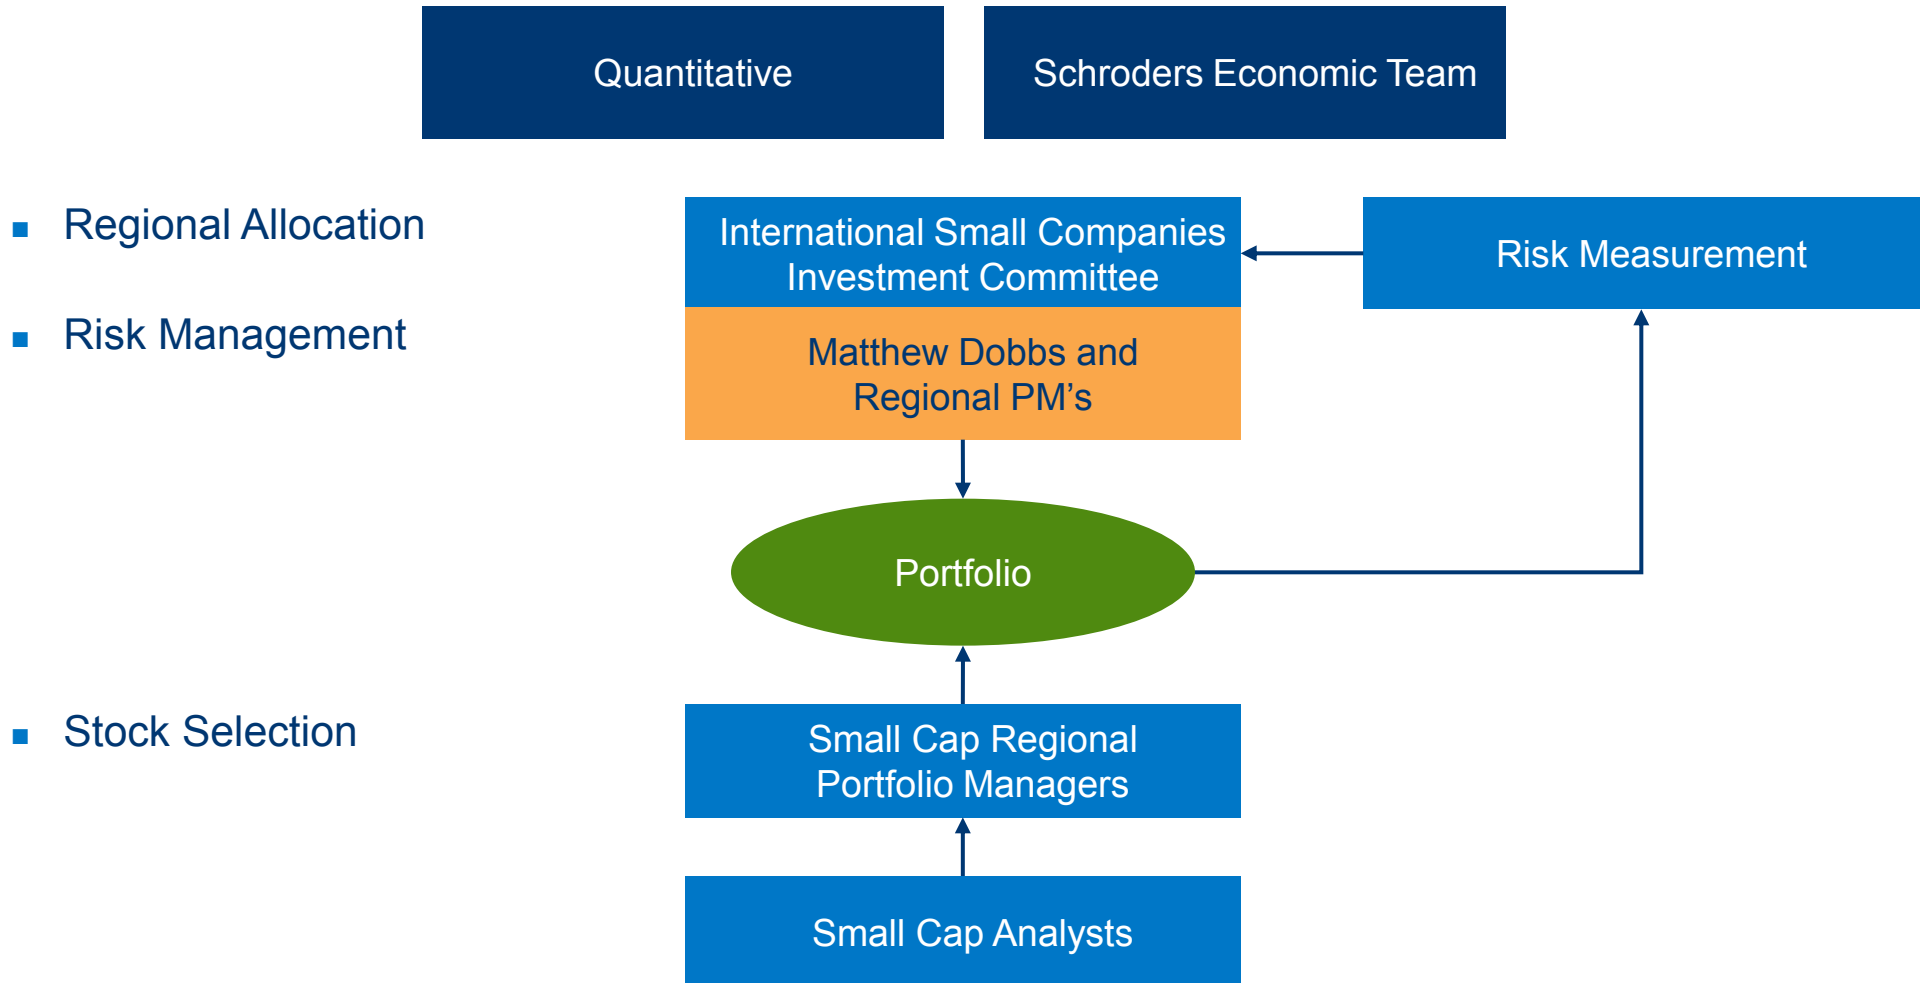 Quantitative
Schroders Economic Team
Regional Allocation
International Small Companies
Investment Committee
Risk Measurement
Risk Management
Matthew Dobbs and
Regional PM’s
Portfolio
Stock Selection
Small Cap Regional
Portfolio Managers
Small Cap Analysts